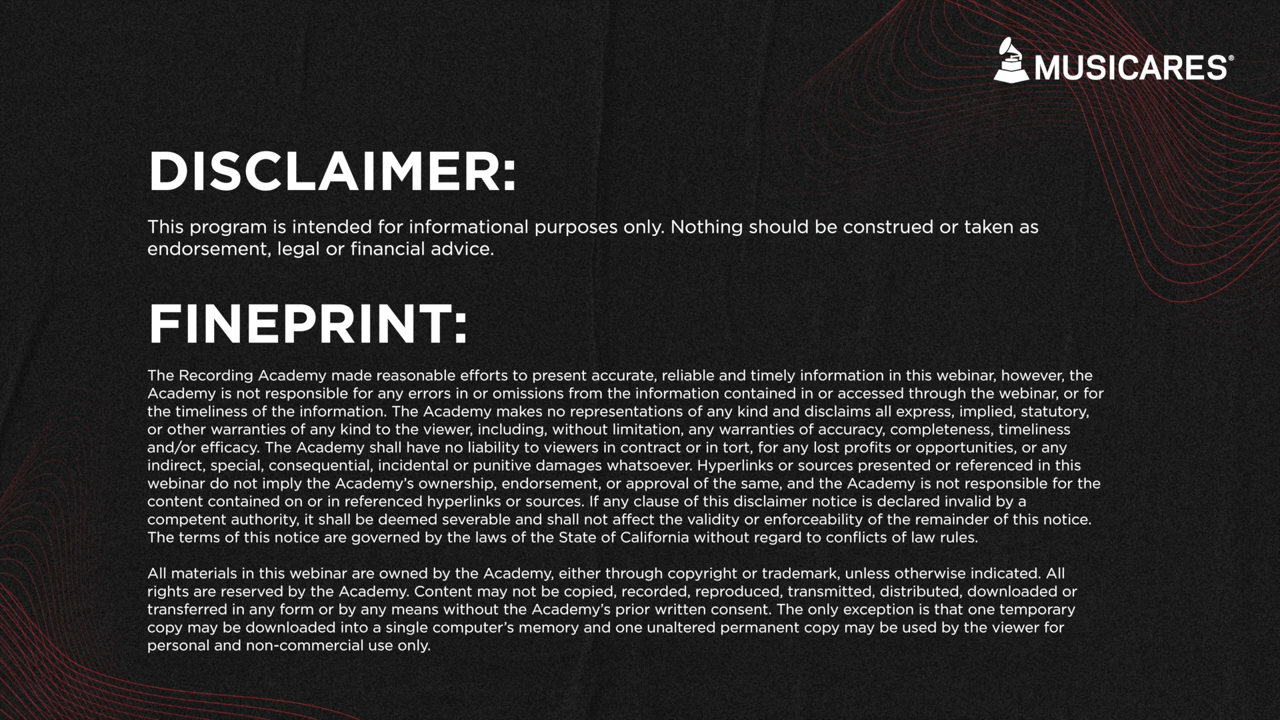 MUSICARES®
DISCLAIMER:
This program is intended for informational purposes only. Nothing should be construed or taken as
endorsement, legal or financial advice.
FINEPRINT:
The Recording Academy made reasonable efforts to present accurate, reliable and timely information in this webinar, however, the
Academy is not responsible for any errors in or omissions from the information contained in or accessed through the webinar, or for
the timeliness of the information. The Academy makes no representations of any kind and disclaims all express, implied, statutory,
or other warranties of any kind to the viewer, including, without limitation, any warranties of accuracy, completeness, timeliness
and/or efficacy. The Academy shall have no liability to viewers in contract or in tort, for any lost profits or opportunities, or any
indirect, special, consequential, incidental or punitive damages whatsoever. Hyperlinks or sources presented or referenced in this
webinar do not imply the Academy’s ownership, endorsement, or approval of the same, and the Academy is not responsible for the
content contained on or in referenced hyperlinks or sources. If any clause of this disclaimer notice is declared invalid by a
competent authority, it shall be deemed severable and shall not affect the validity or enforceability of the remainder of this notice.
The terms of this notice are governed by the laws of the State of California without regard to conflicts of law rules.
All materials in this webinar are owned by the Academy, either through copyright or trademark, unless otherwise indicated. All
rights are reserved by the Academy. Content may not be copied, recorded, reproduced, transmitted, distributed, downloaded or
transferred in any form or by any means without the Academy’s prior written consent. The only exception is that one temporary
copy may be downloaded into a single computer’s memory and one unaltered permanent copy may be used by the viewer for
personal and non-commercial use only.